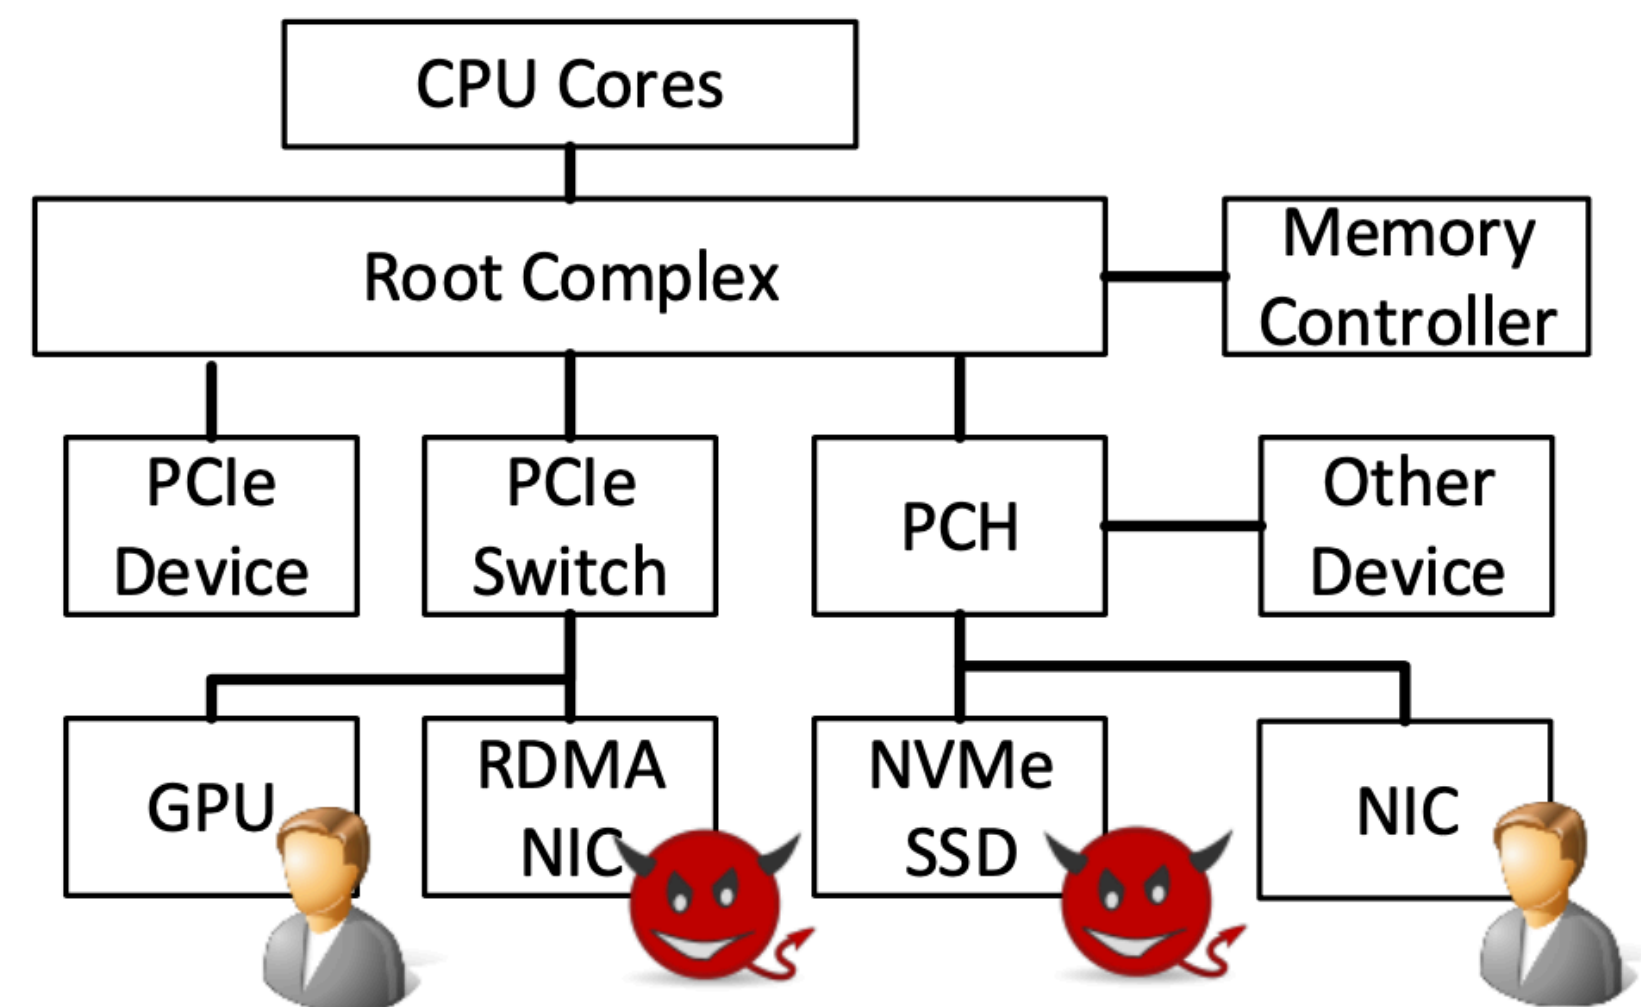 CPU Cores
Root Complex
Memory
Controller
PCIe
Device
PCIe
Switch
PCH
Other
Device
GPU
RDMA
NIC
NVMe
SSD
NIC